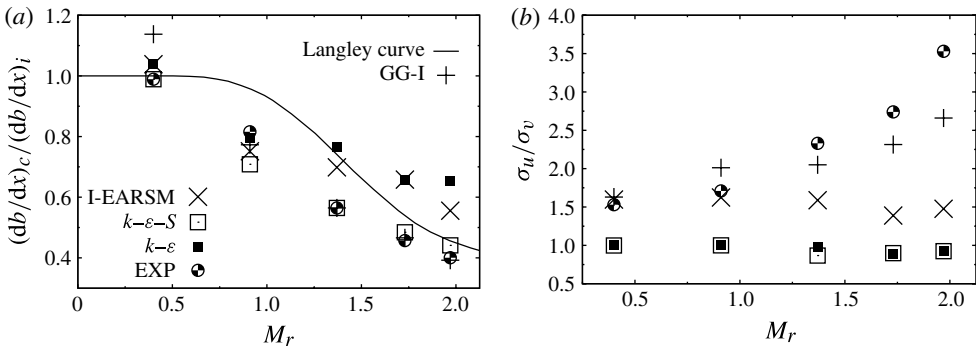 (a)
1.2
1.0
0.8
0.6
0.4
(db/dx)c/(db/dx)i
Langley curve
GG-I
I-EARSM
k–ε–S
k–ε
EXP
0 0.5 1.0 1.5 2.0
Mr
(b)
4.0
3.5
3.0
2.5
2.0
1.5
1.0
0.5
0
σu/σv
0.5 1.0 1.5 2.0
Mr